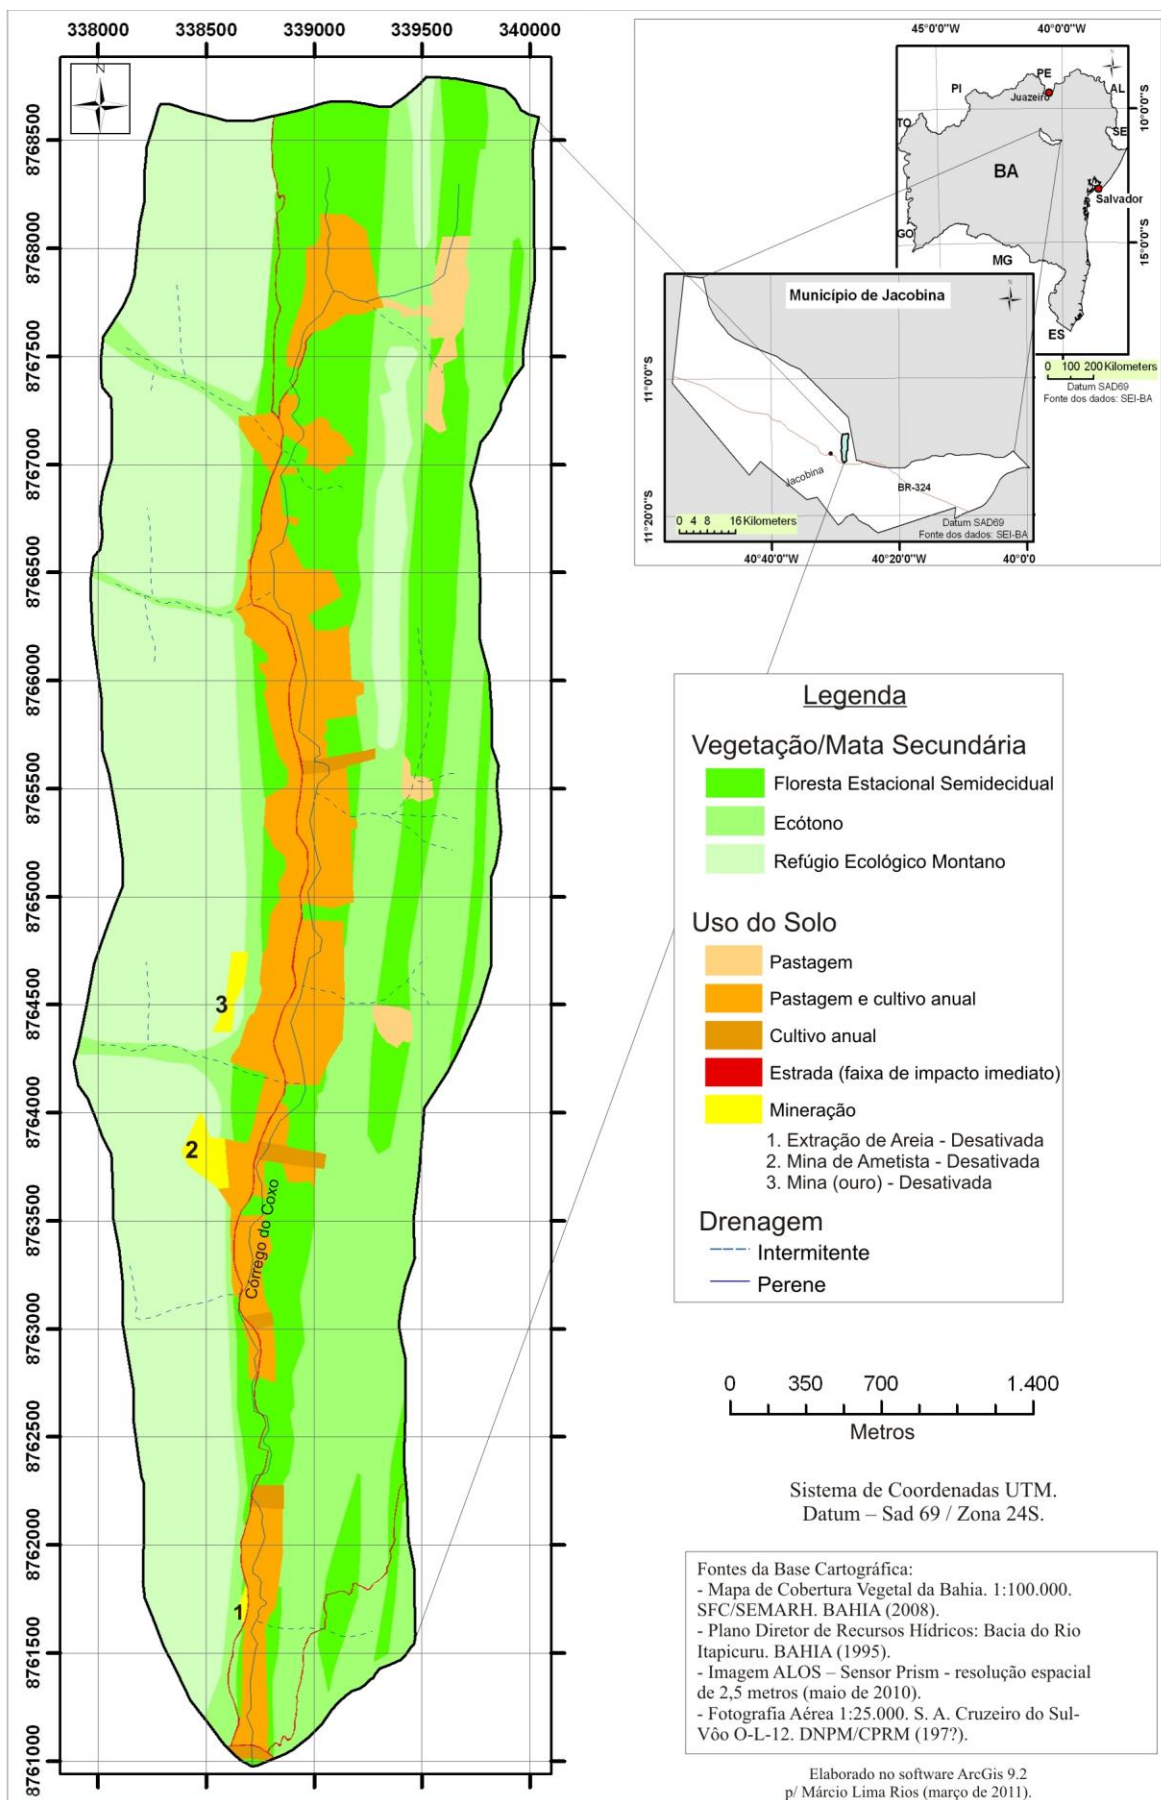 338000 338500 339000 339500 340000
N
8768500
8768000
8767500
8767000
8766500
8766000
8765500
8765000
8764500
8764000
8763500
8763000
8762500
8762000
8761500
8761000
3
2
1
Córrego do Coxo
45°0'0"W 40°0'0"W
PE
PI
Juazeiro
AL
TO
SE
BA
Salvador
GO
MG
ES
10°0'0"S
15°0'0"S
0 100 200 Kilometers
Datum SAD69
Fonte dos dados: SEI-BA
Município de Jacobina
11°0'0"S
11°20'0"S
Jacobina
BR-324
0 4 8 16 Kilometers
Datum SAD69
Fonte dos dados: SEI-BA
40°40'0"W 40°20'0"W 40°0'0"W
Legenda
Vegetação/Mata Secundária
Floresta Estacional Semidecidual
Ecótono
Refúgio Ecológico Montano
Uso do Solo
Pastagem
Pastagem e cultivo anual
Cultivo anual
Estrada (faixa de impacto imediato)
Mineração
1. Extração de Areia - Desativada
2. Mina de Ametista - Desativada
3. Mina (ouro) - Desativada
Drenagem
Intermitente
Perene
0 350 700 1.400
Metros
Sistema de Coordenadas UTM.
Datum – Sad 69 / Zona 24S.
Fontes da Base Cartográfica:
- Mapa de Cobertura Vegetal da Bahia. 1:100.000.
SFC/SEMARH. BAHIA (2008).
- Plano Diretor de Recursos Hídricos: Bacia do Rio
Itapicuru. BAHIA (1995).
- Imagem ALOS – Sensor Prism - resolução espacial
de 2,5 metros (maio de 2010).
- Fotografia Aérea 1:25.000. S. A. Cruzeiro do Sul-
Vôo O-L-12. DNPM/CPRM (197?).
Elaborado no software ArcGis 9.2
p/ Márcio Lima Rios (março de 2011).